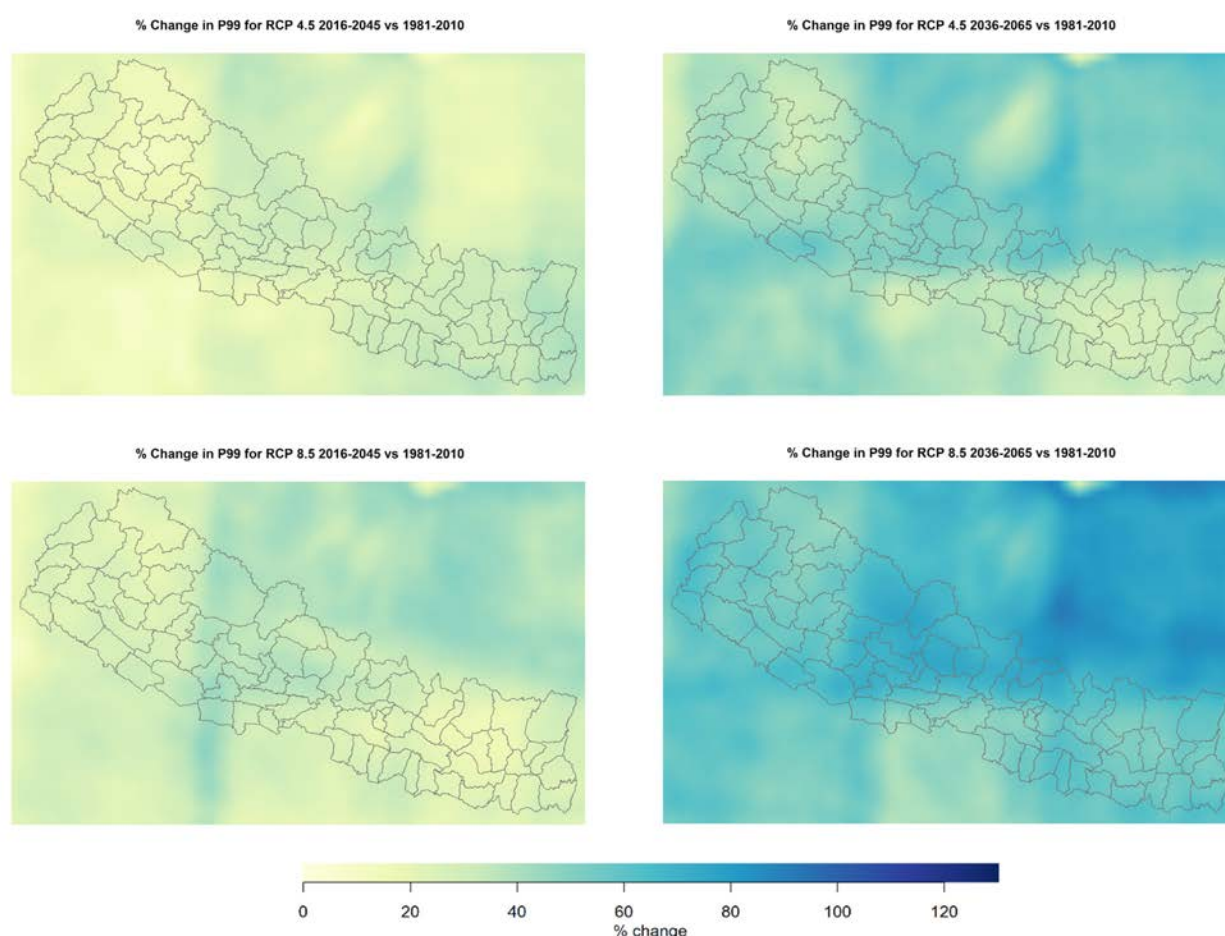 % Change in P99 for RCP 4.5 2016-2045 vs 1981-2010
% Change in P99 for RCP 4.5 2036-2065 vs 1981-2010
% Change in P99 for RCP 8.5 2016-2045 vs 1981-2010
% Change in P99 for RCP 8.5 2036-2065 vs 1981-2010
0 20 40 60 80 100 120
% change